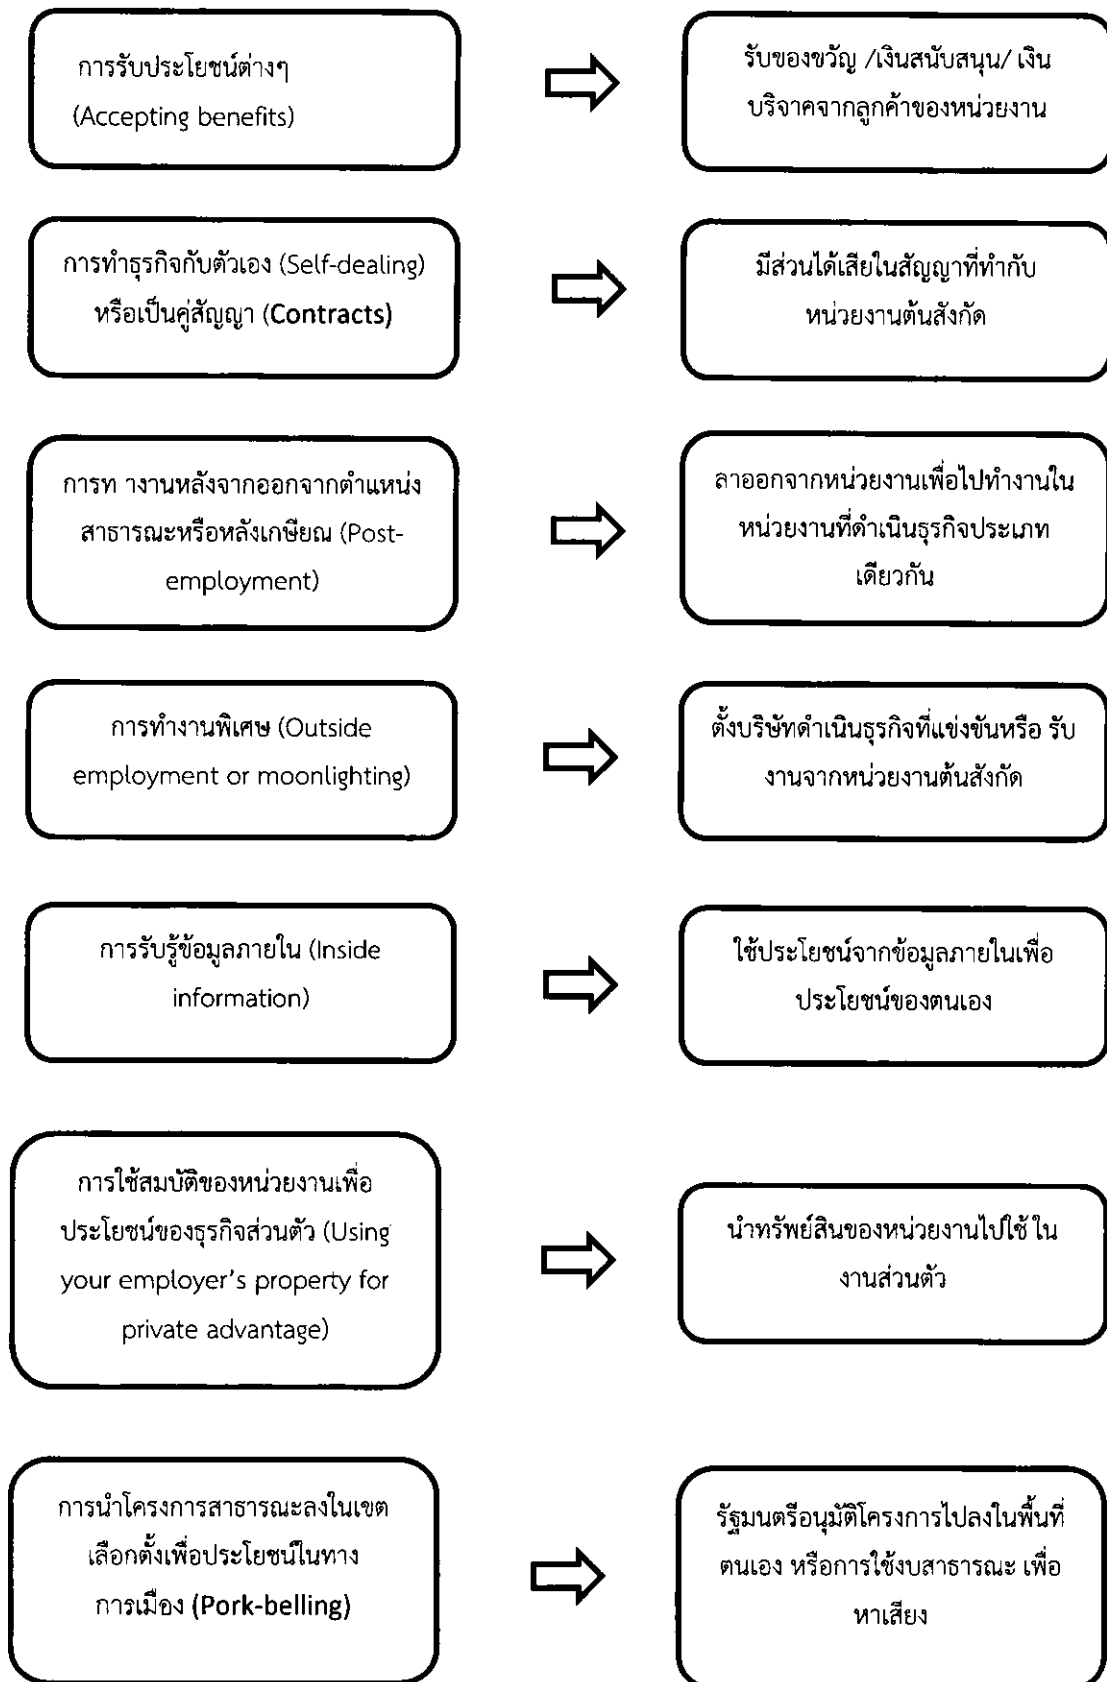 การรับประโยชน์ต่างๆ
(Accepting benefits)
รับของขวัญ /เงินสนับสนุน/ เงิน
บริจาคจากลูกค้าของหน่วยงาน
การทำธุรกิจกับตัวเอง (Self-dealing)
หรือเป็นคู่สัญญา (Contracts)
มีส่วนได้เสียในสัญญาที่ทำกับ
หน่วยงานต้นสังกัด
การท างานหลังจากออกจากตำแหน่ง
สาธารณะหรือหลังเกษียณ (Post-
employment)
ลาออกจากหน่วยงานเพื่อไปทำงานใน
หน่วยงานที่ดำเนินธุรกิจประเภท
เดียวกัน
การทำงานพิเศษ (Outside
employment or moonlighting)
ตั้งบริษัทดำเนินธุรกิจที่แข่งขันหรือ รับ
งานจากหน่วยงานต้นสังกัด
การรับรู้ข้อมูลภายใน (Inside
information)
ใช้ประโยชน์จากข้อมูลภายในเพื่อ
ประโยชน์ของตนเอง
การใช้สมบัติของหน่วยงานเพื่อ
ประโยชน์ของธุรกิจส่วนตัว (Using
your employer's property for
private advantage)
นำทรัพย์สินของหน่วยงานไปใช้ ใน
งานส่วนตัว
การนำโครงการสาธารณะลงในเขต
เลือกตั้งเพื่อประโยชน์ในทาง
การเมือง (Pork-belling)
รัฐมนตรีอนุมัติโครงการไปลงในพื้นที่
ตนเอง หรือการใช้งบสาธารณะ เพื่อ
หาเสียง